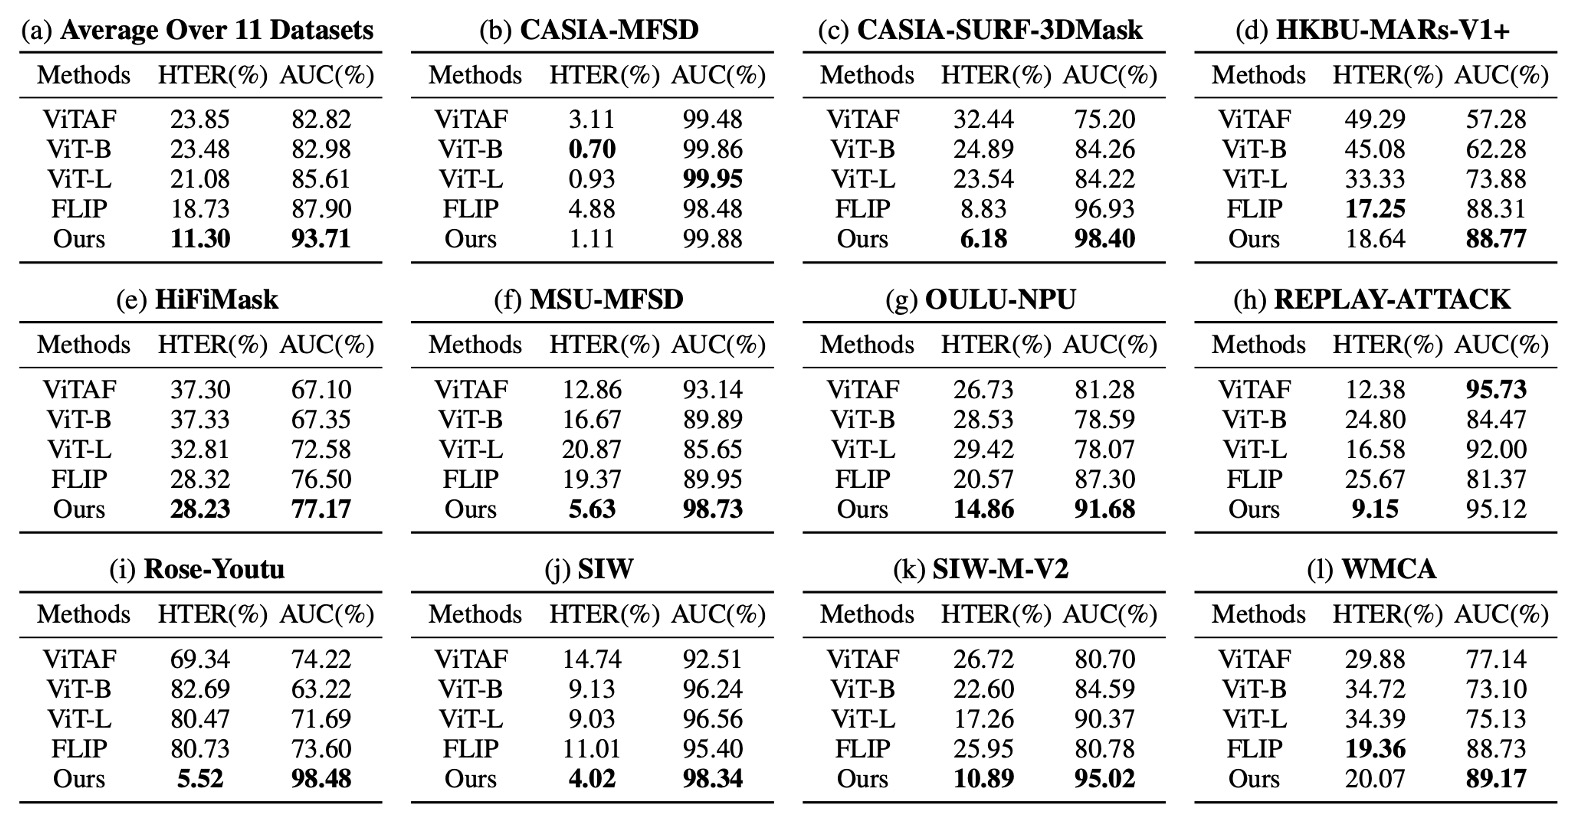 (a) Average Over 11 Datasets
Methods HTER(%) AUC(%)
ViTAF 23.85 82.82
ViT-B 23.48 82.98
ViT-L 21.08 85.61
FLIP 18.73 87.90
Ours 11.30 93.71
(b) CASIA-MFSD
Methods HTER(%) AUC(%)
ViTAF 3.11 99.48
ViT-B 0.70 99.86
ViT-L 0.93 99.95
FLIP 4.88 98.48
Ours 1.11 99.88
(c) CASIA-SURF-3DMask
Methods HTER(%) AUC(%)
ViTAF 32.44 75.20
ViT-B 24.89 84.26
ViT-L 23.54 84.22
FLIP 8.83 96.93
Ours 6.18 98.40
(d) HKBU-MARs-V1+
Methods HTER(%) AUC(%)
ViTAF 49.29 57.28
ViT-B 45.08 62.28
ViT-L 33.33 73.88
FLIP 17.25 88.31
Ours 18.64 88.77
(e) HiFiMask
Methods HTER(%) AUC(%)
ViTAF 37.30 67.10
ViT-B 37.33 67.35
ViT-L 32.81 72.58
FLIP 28.32 76.50
Ours 28.23 77.17
(f) MSU-MFSD
Methods HTER(%) AUC(%)
ViTAF 12.86 93.14
ViT-B 16.67 89.89
ViT-L 20.87 85.65
FLIP 19.37 89.95
Ours 5.63 98.73
(g) OULU-NPU
Methods HTER(%) AUC(%)
ViTAF 26.73 81.28
ViT-B 28.53 78.59
ViT-L 29.42 78.07
FLIP 20.57 87.30
Ours 14.86 91.68
(h) REPLAY-ATTACK
Methods HTER(%) AUC(%)
ViTAF 12.38 95.73
ViT-B 24.80 84.47
ViT-L 16.58 92.00
FLIP 25.67 81.37
Ours 9.15 95.12
(i) Rose-Youtu
Methods HTER(%) AUC(%)
ViTAF 69.34 74.22
ViT-B 82.69 63.22
ViT-L 80.47 71.69
FLIP 80.73 73.60
Ours 5.52 98.48
(j) SIW
Methods HTER(%) AUC(%)
ViTAF 14.74 92.51
ViT-B 9.13 96.24
ViT-L 9.03 96.56
FLIP 11.01 95.40
Ours 4.02 98.34
(k) SIW-M-V2
Methods HTER(%) AUC(%)
ViTAF 26.72 80.70
ViT-B 22.60 84.59
ViT-L 17.26 90.37
FLIP 25.95 80.78
Ours 10.89 95.02
(l) WMCA
Methods HTER(%) AUC(%)
ViTAF 29.88 77.14
ViT-B 34.72 73.10
ViT-L 34.39 75.13
FLIP 19.36 88.73
Ours 20.07 89.17